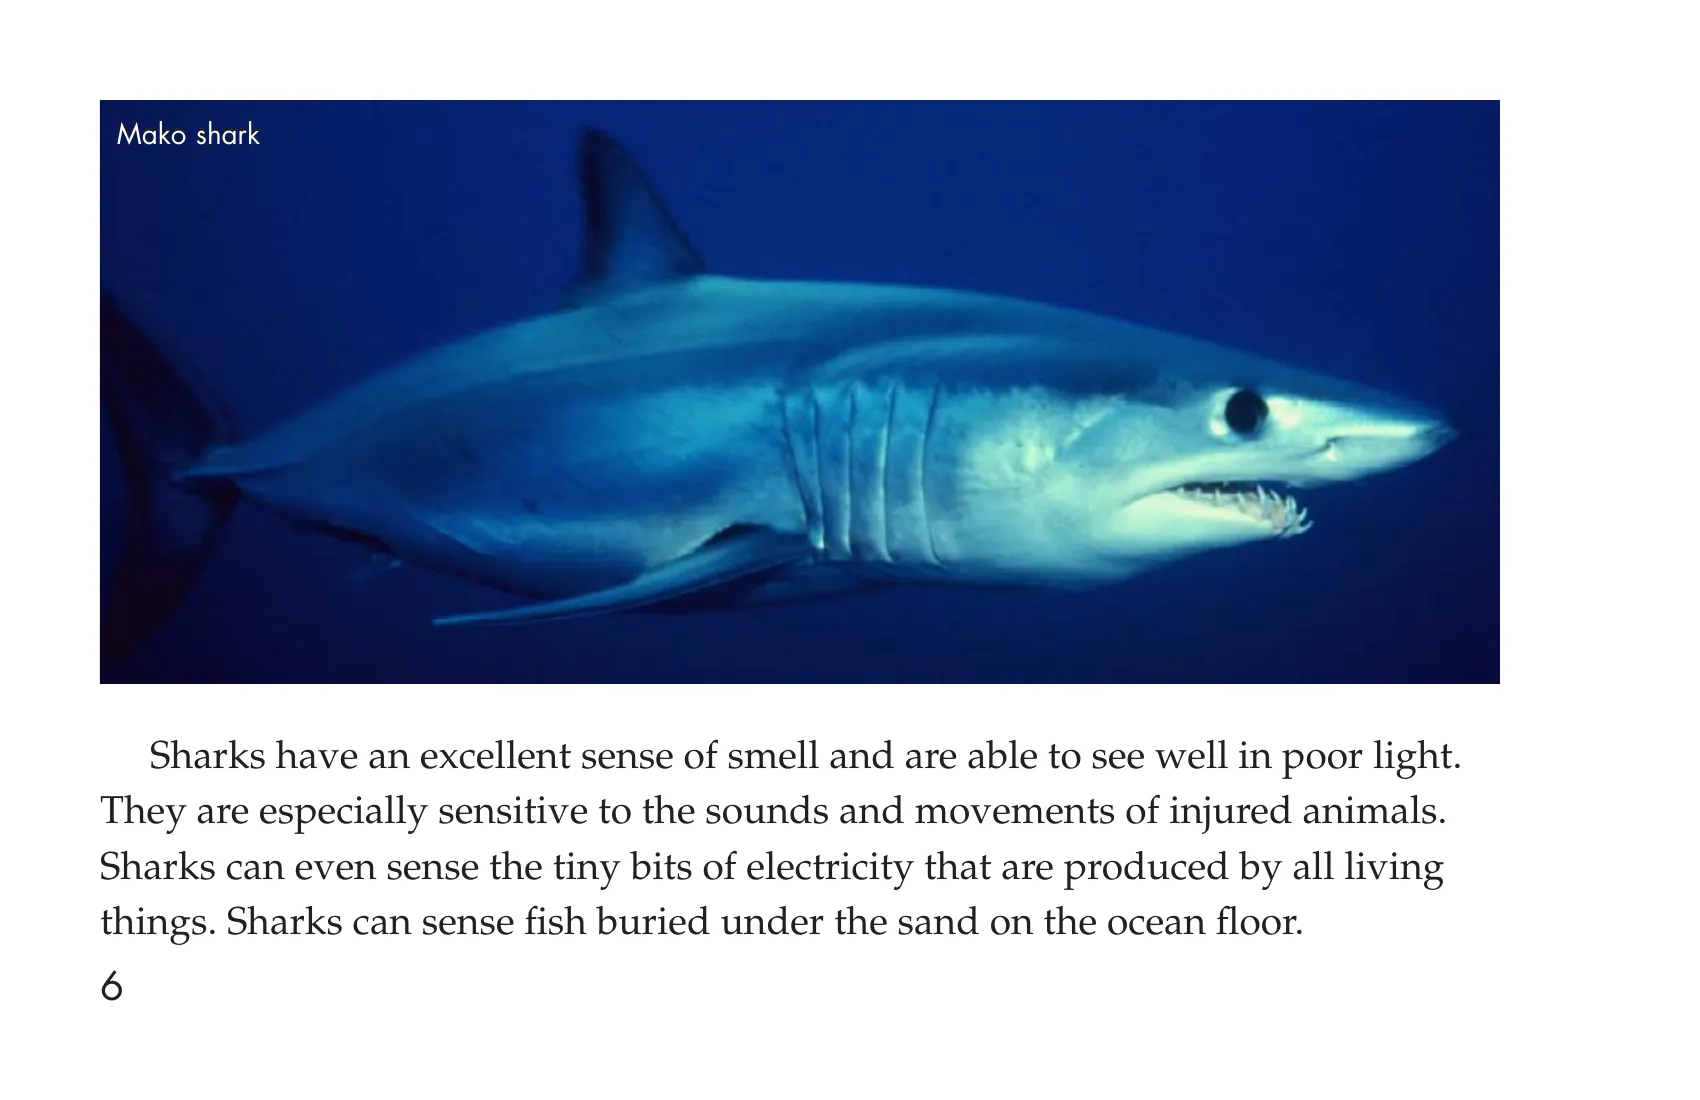 Mako shark
Sharks have an excellent sense of smell and are able to see well in poor light.
They are especially sensitive to the sounds and movements of injured animals.
Sharks can even sense the tiny bits of electricity that are produced by all living
things. Sharks can sense fish buried under the sand on the ocean floor.
6